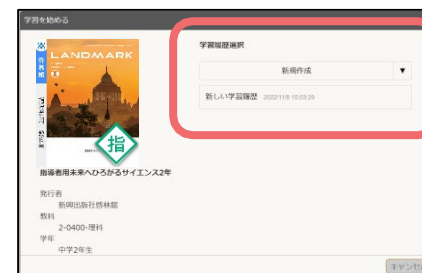 学習を始める
LANDMARK
啓林館
指
指導者用未来へひろがるサイエンス2年
発行者
新興出版社啓林館
教科
2-0400-理科
学年
中学2年生
学習履歴選択
新規作成 ▼
新しい学習履歴 2022/11/8 10:03:29
キャンセル